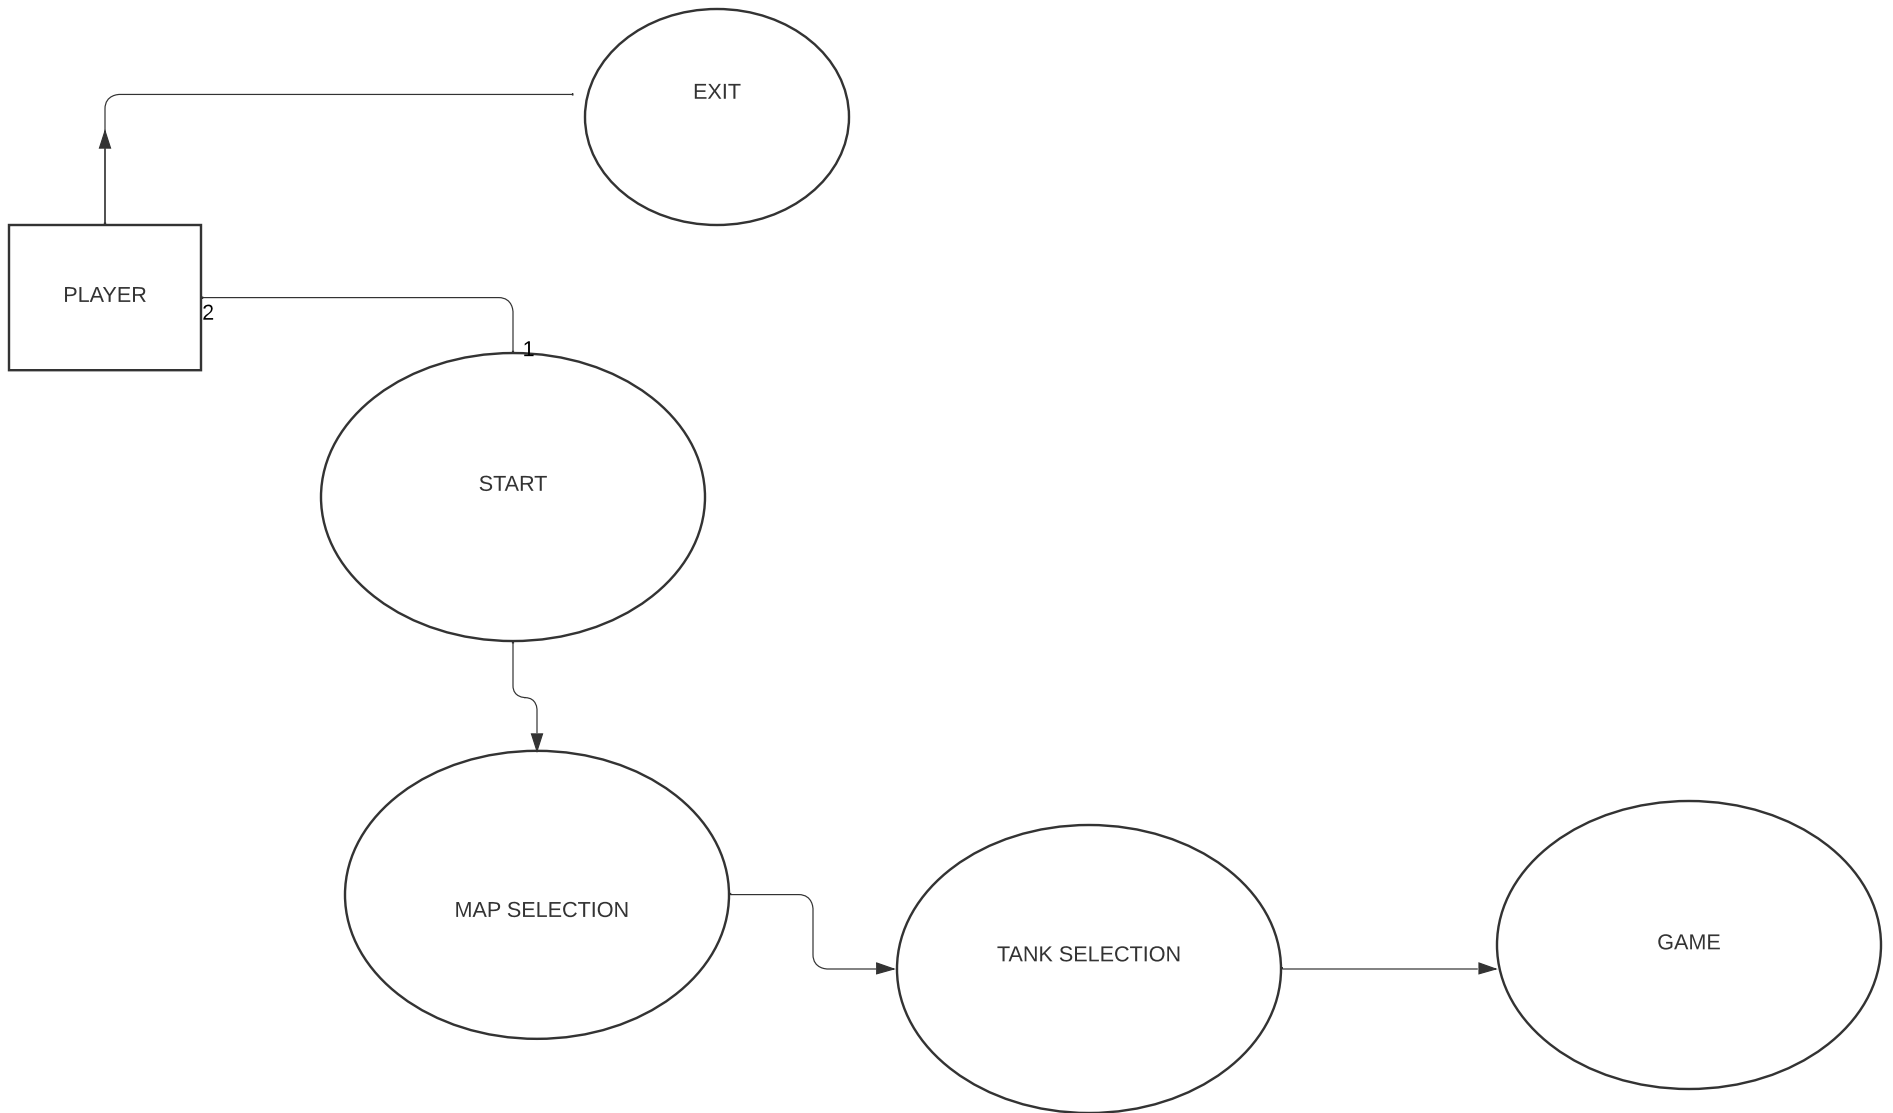 EXIT
PLAYER
2
1
START
MAP SELECTION
TANK SELECTION
GAME